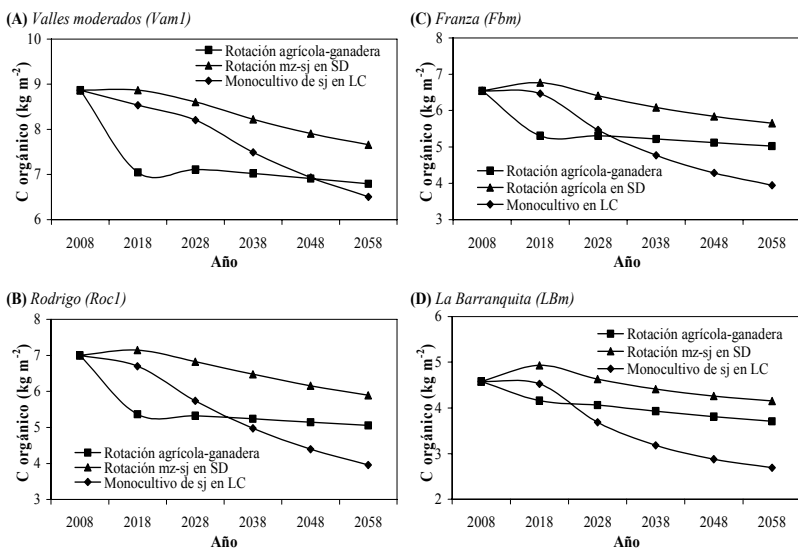 (A) Valles moderados (Vam1)
C orgánico (kg m-2)
10
9
8
7
6
Rotación agrícola-ganadera
Rotación mz-sj en SD
Monocultivo de sj en LC
2008 2018 2028 2038 2048 2058
Año
(B) Rodrigo (Roc1)
C orgánico (kg m-2)
8
7
6
5
4
3
Rotación agrícola-ganadera
Rotación mz-sj en SD
Monocultivo de sj en LC
2008 2018 2028 2038 2048 2058
Año
(C) Franza (Fbm)
C orgánico (kg m-2)
8
7
6
5
4
3
Rotación agrícola-ganadera
Rotación agrícola en SD
Monocultivo en LC
2008 2018 2028 2038 2048 2058
Año
(D) La Barranquita (LBm)
C orgánico (kg m-2)
6
5
4
3
2
Rotación agrícola-ganadera
Rotación mz-sj en SD
Monocultivo de sj en LC
2008 2018 2028 2038 2048 2058
Año